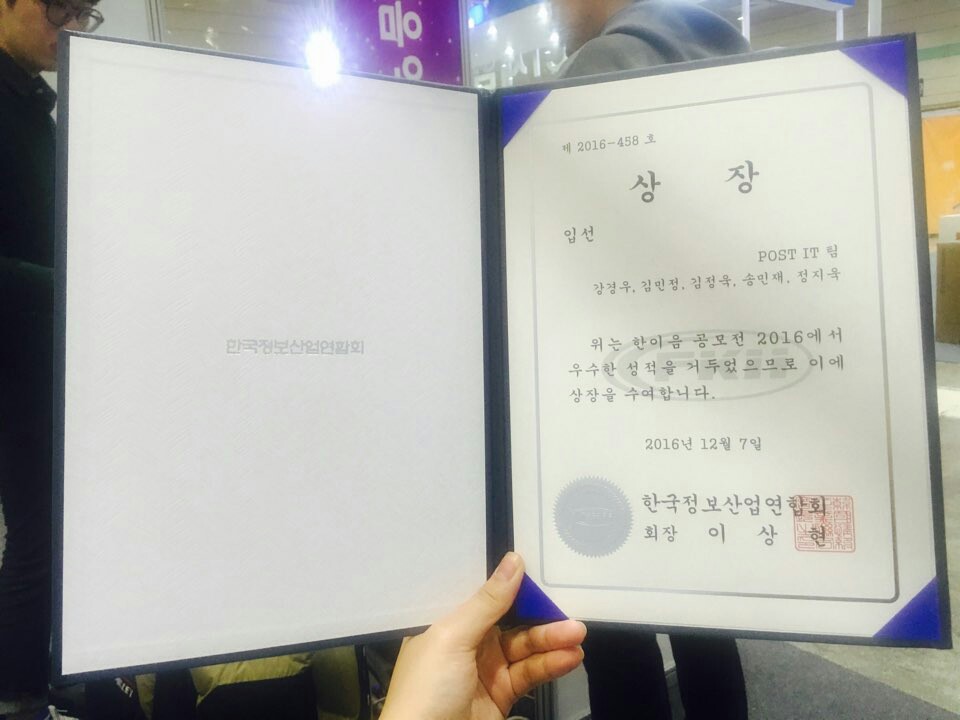 한국정보산업연합회
제 2016-458 호
상 장
입선
POST IT 팀
강경우, 김민정, 김정욱, 송민재, 정지욱
위는 한이음 공모전 2016에서
우수한 성적을 거두었으므로 이에
상장을 수여합니다.
FKII
2016년 12월 7일
한국정보산업연합회
회장 이 상 현